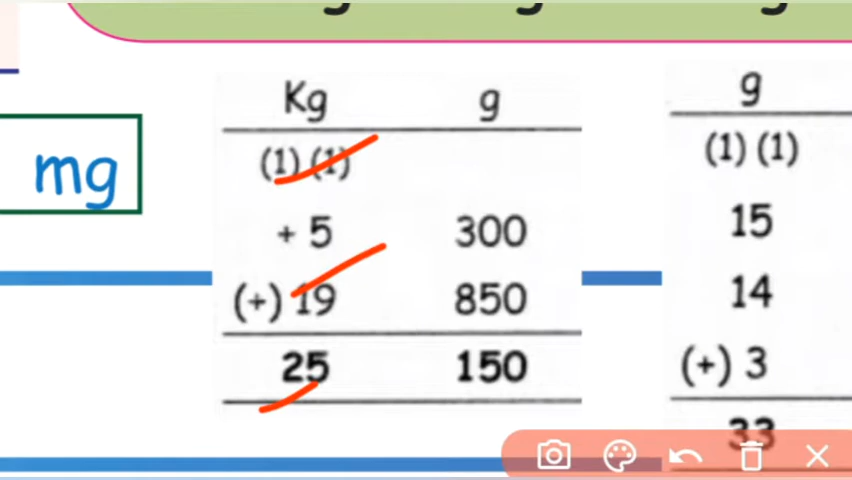 mg
Kg g
(1) (1)
+ 5 300
(+) 19 850
25 150
g
(1) (1)
15
14
(+) 3
33